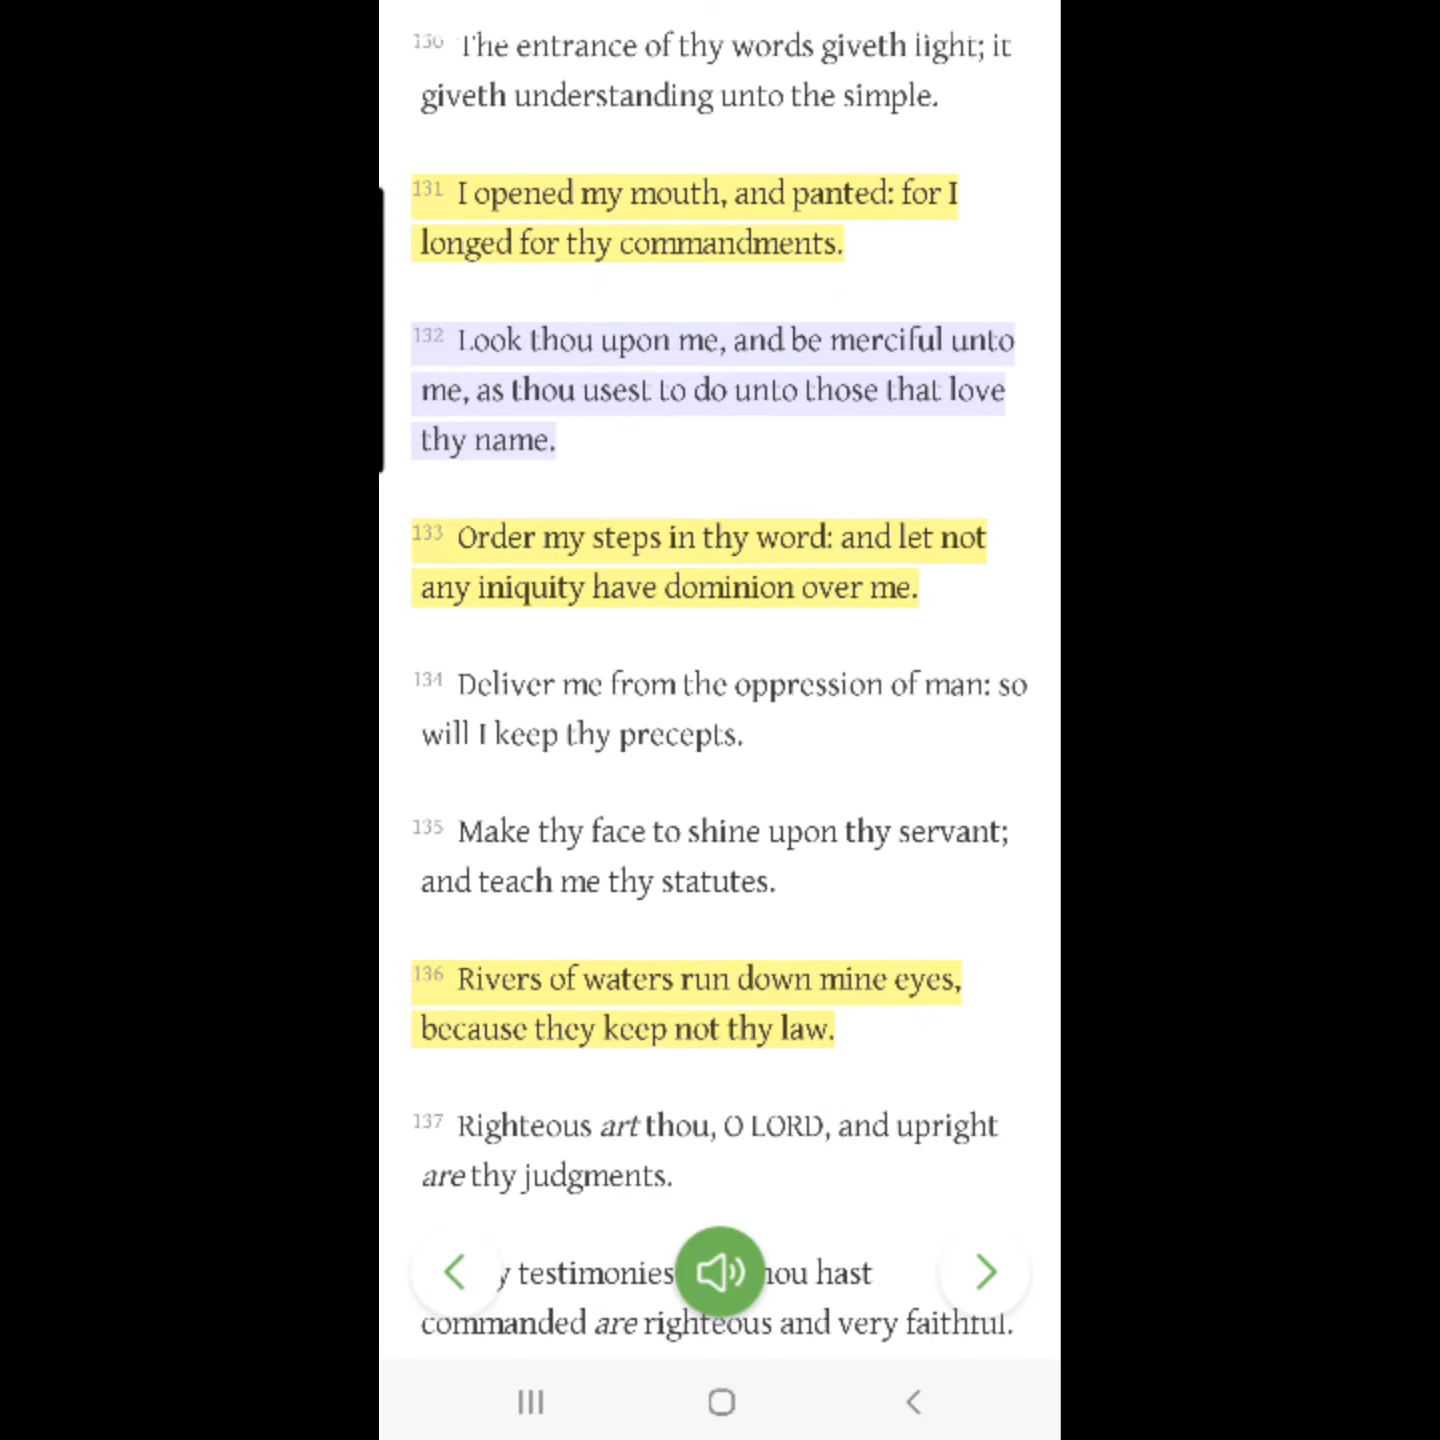 130 The entrance of thy words giveth light; it
giveth understanding unto the simple.
131 I opened my mouth, and panted: for I
longed for thy commandments.
132 Look thou upon me, and be merciful unto
me, as thou usest to do unto those that love
thy name.
133 Order my steps in thy word: and let not
any iniquity have dominion over me.
134 Deliver me from the oppression of man: so
will I keep thy precepts.
135 Make thy face to shine upon thy servant;
and teach me thy statutes.
136 Rivers of waters run down mine eyes,
because they keep not thy law.
137 Righteous art thou, O LORD, and upright
are thy judgments.
testimonies hast
commanded are righteous and very faithful.